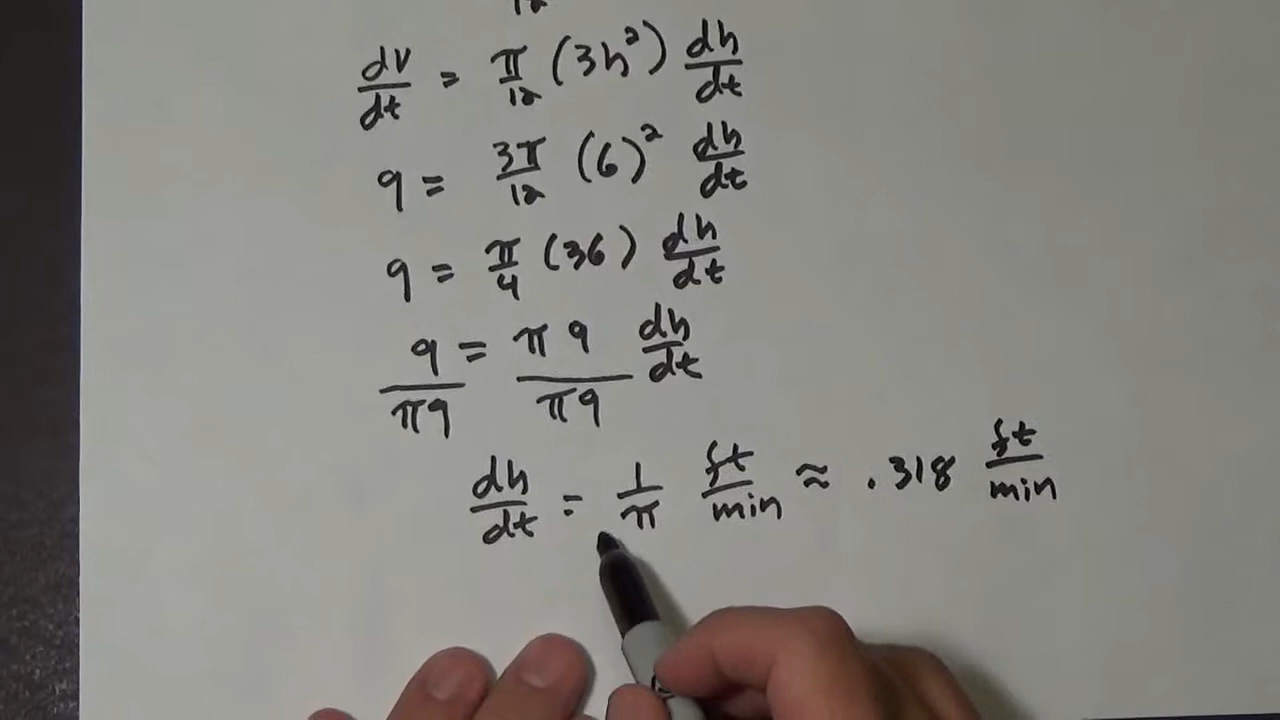 12
dV/dt = π/12 (3h²) dh/dt
9 = 3π/12 (6)² dh/dt
9 = π/4 (36) dh/dt
9/π9 = π9/π9 dh/dt
dh/dt = 1/π ft/min ≈ .318 ft/min